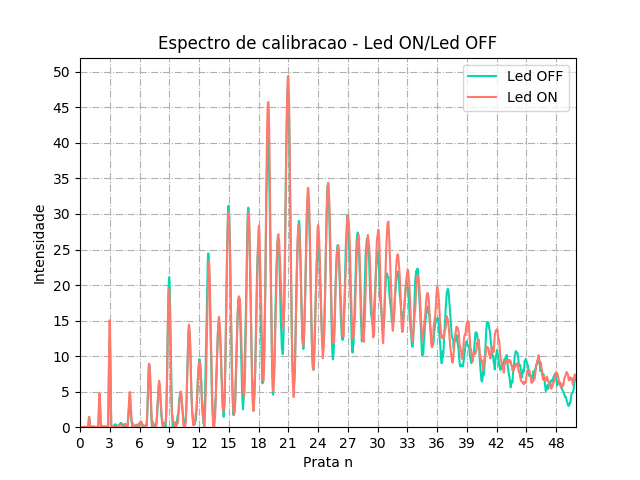 Espectro de calibracao - Led ON/Led OFF
Led OFF
Led ON
50
45
40
35
30
25
20
15
10
5
0
Intensidade
0 3 6 9 12 15 18 21 24 27 30 33 36 39 42 45 48
Prata n